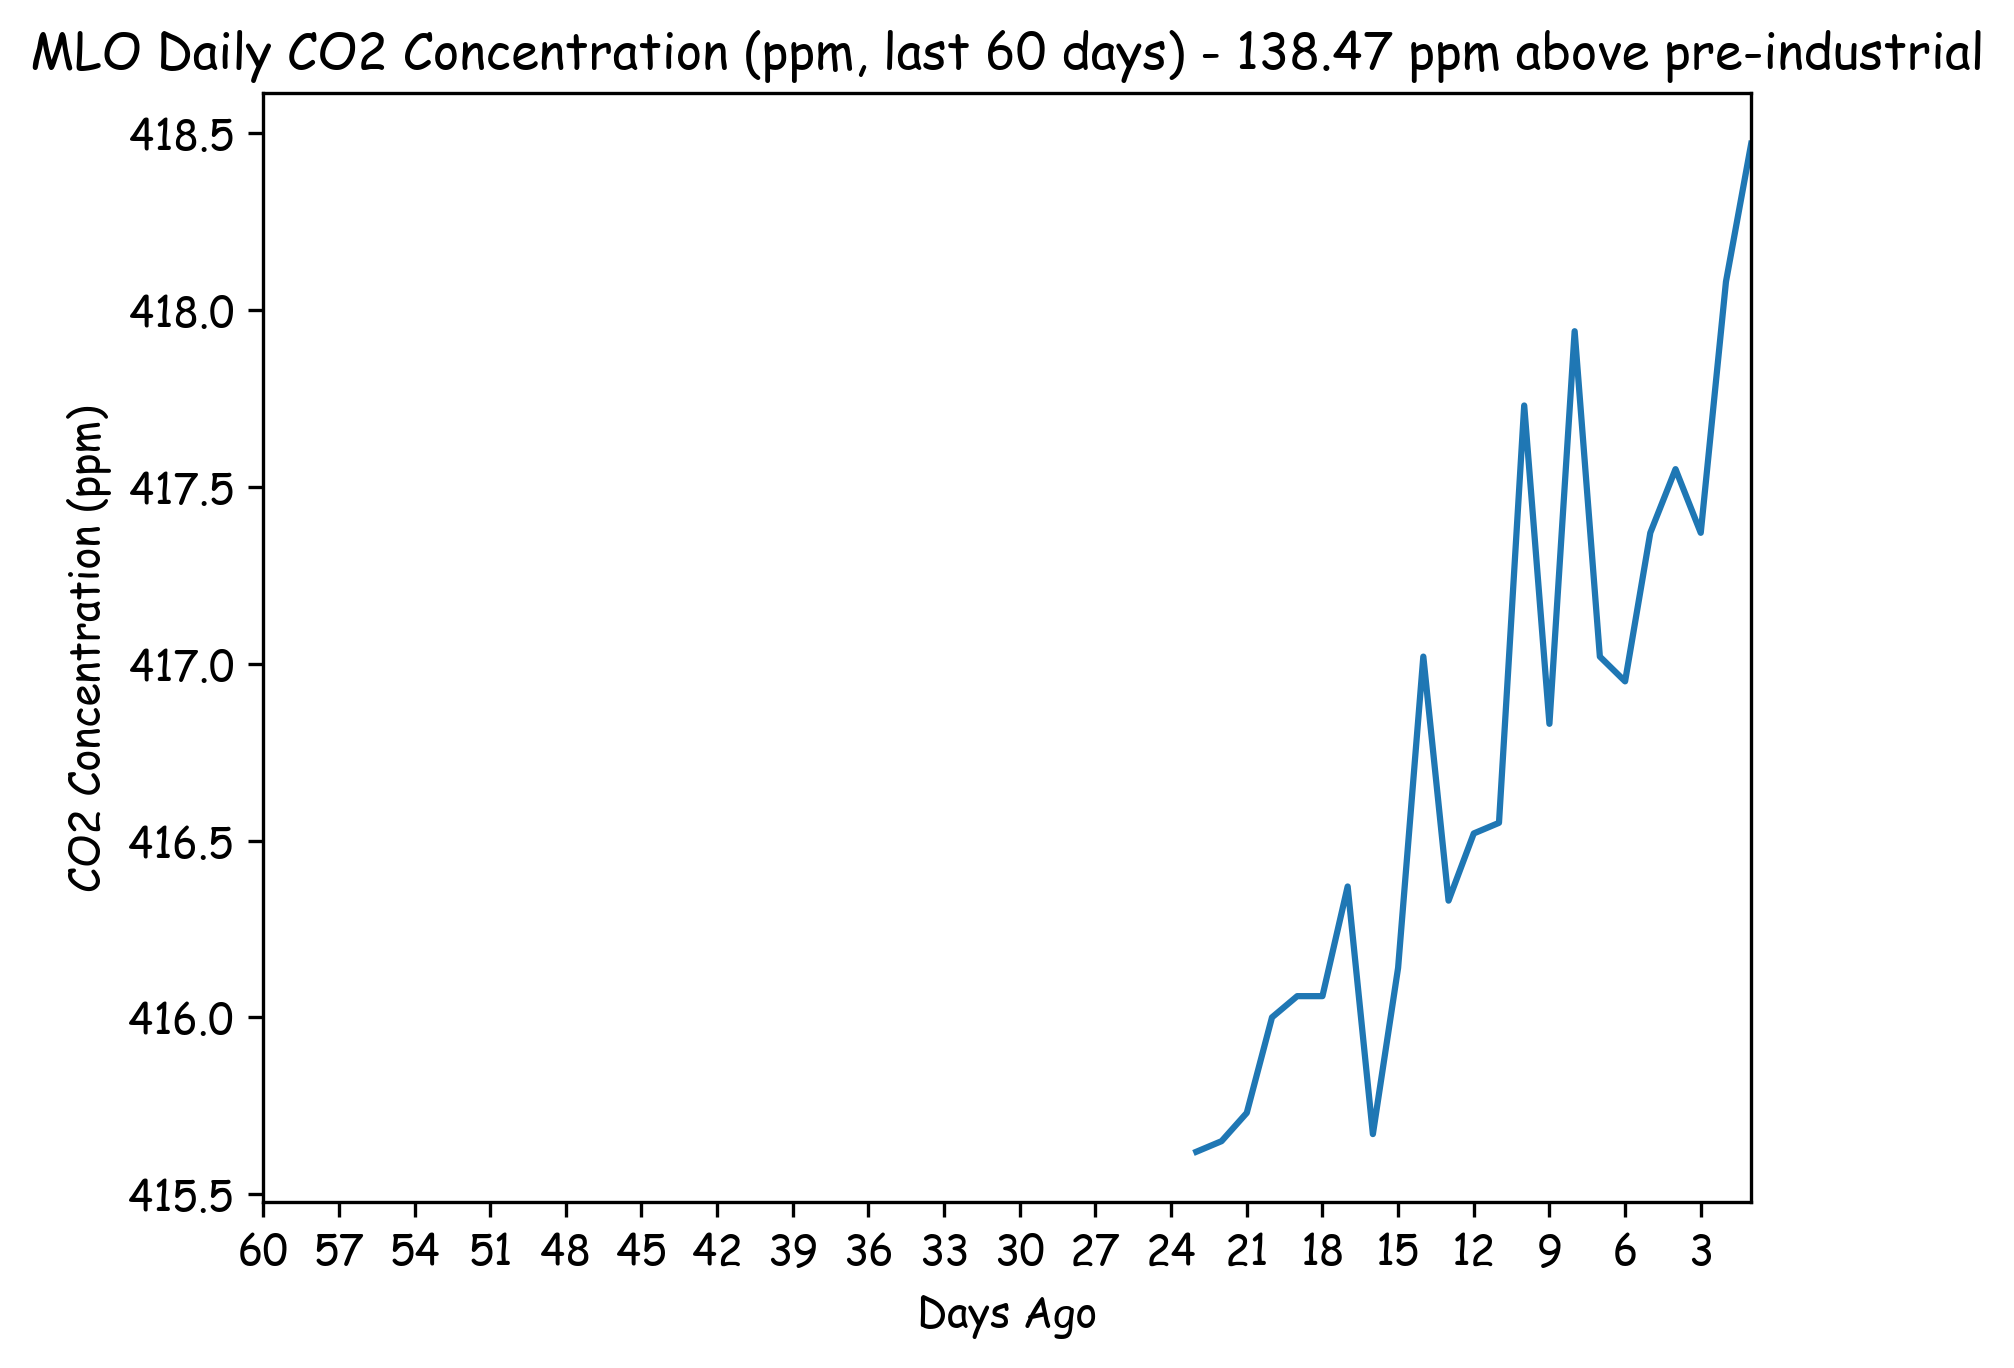 MLO Daily CO2 Concentration (ppm, last 60 days) - 138.47 ppm above pre-industrial
418.5
418.0
417.5
417.0
416.5
416.0
415.5
CO2 Concentration (ppm)
60 57 54 51 48 45 42 39 36 33 30 27 24 21 18 15 12 9 6 3
Days Ago